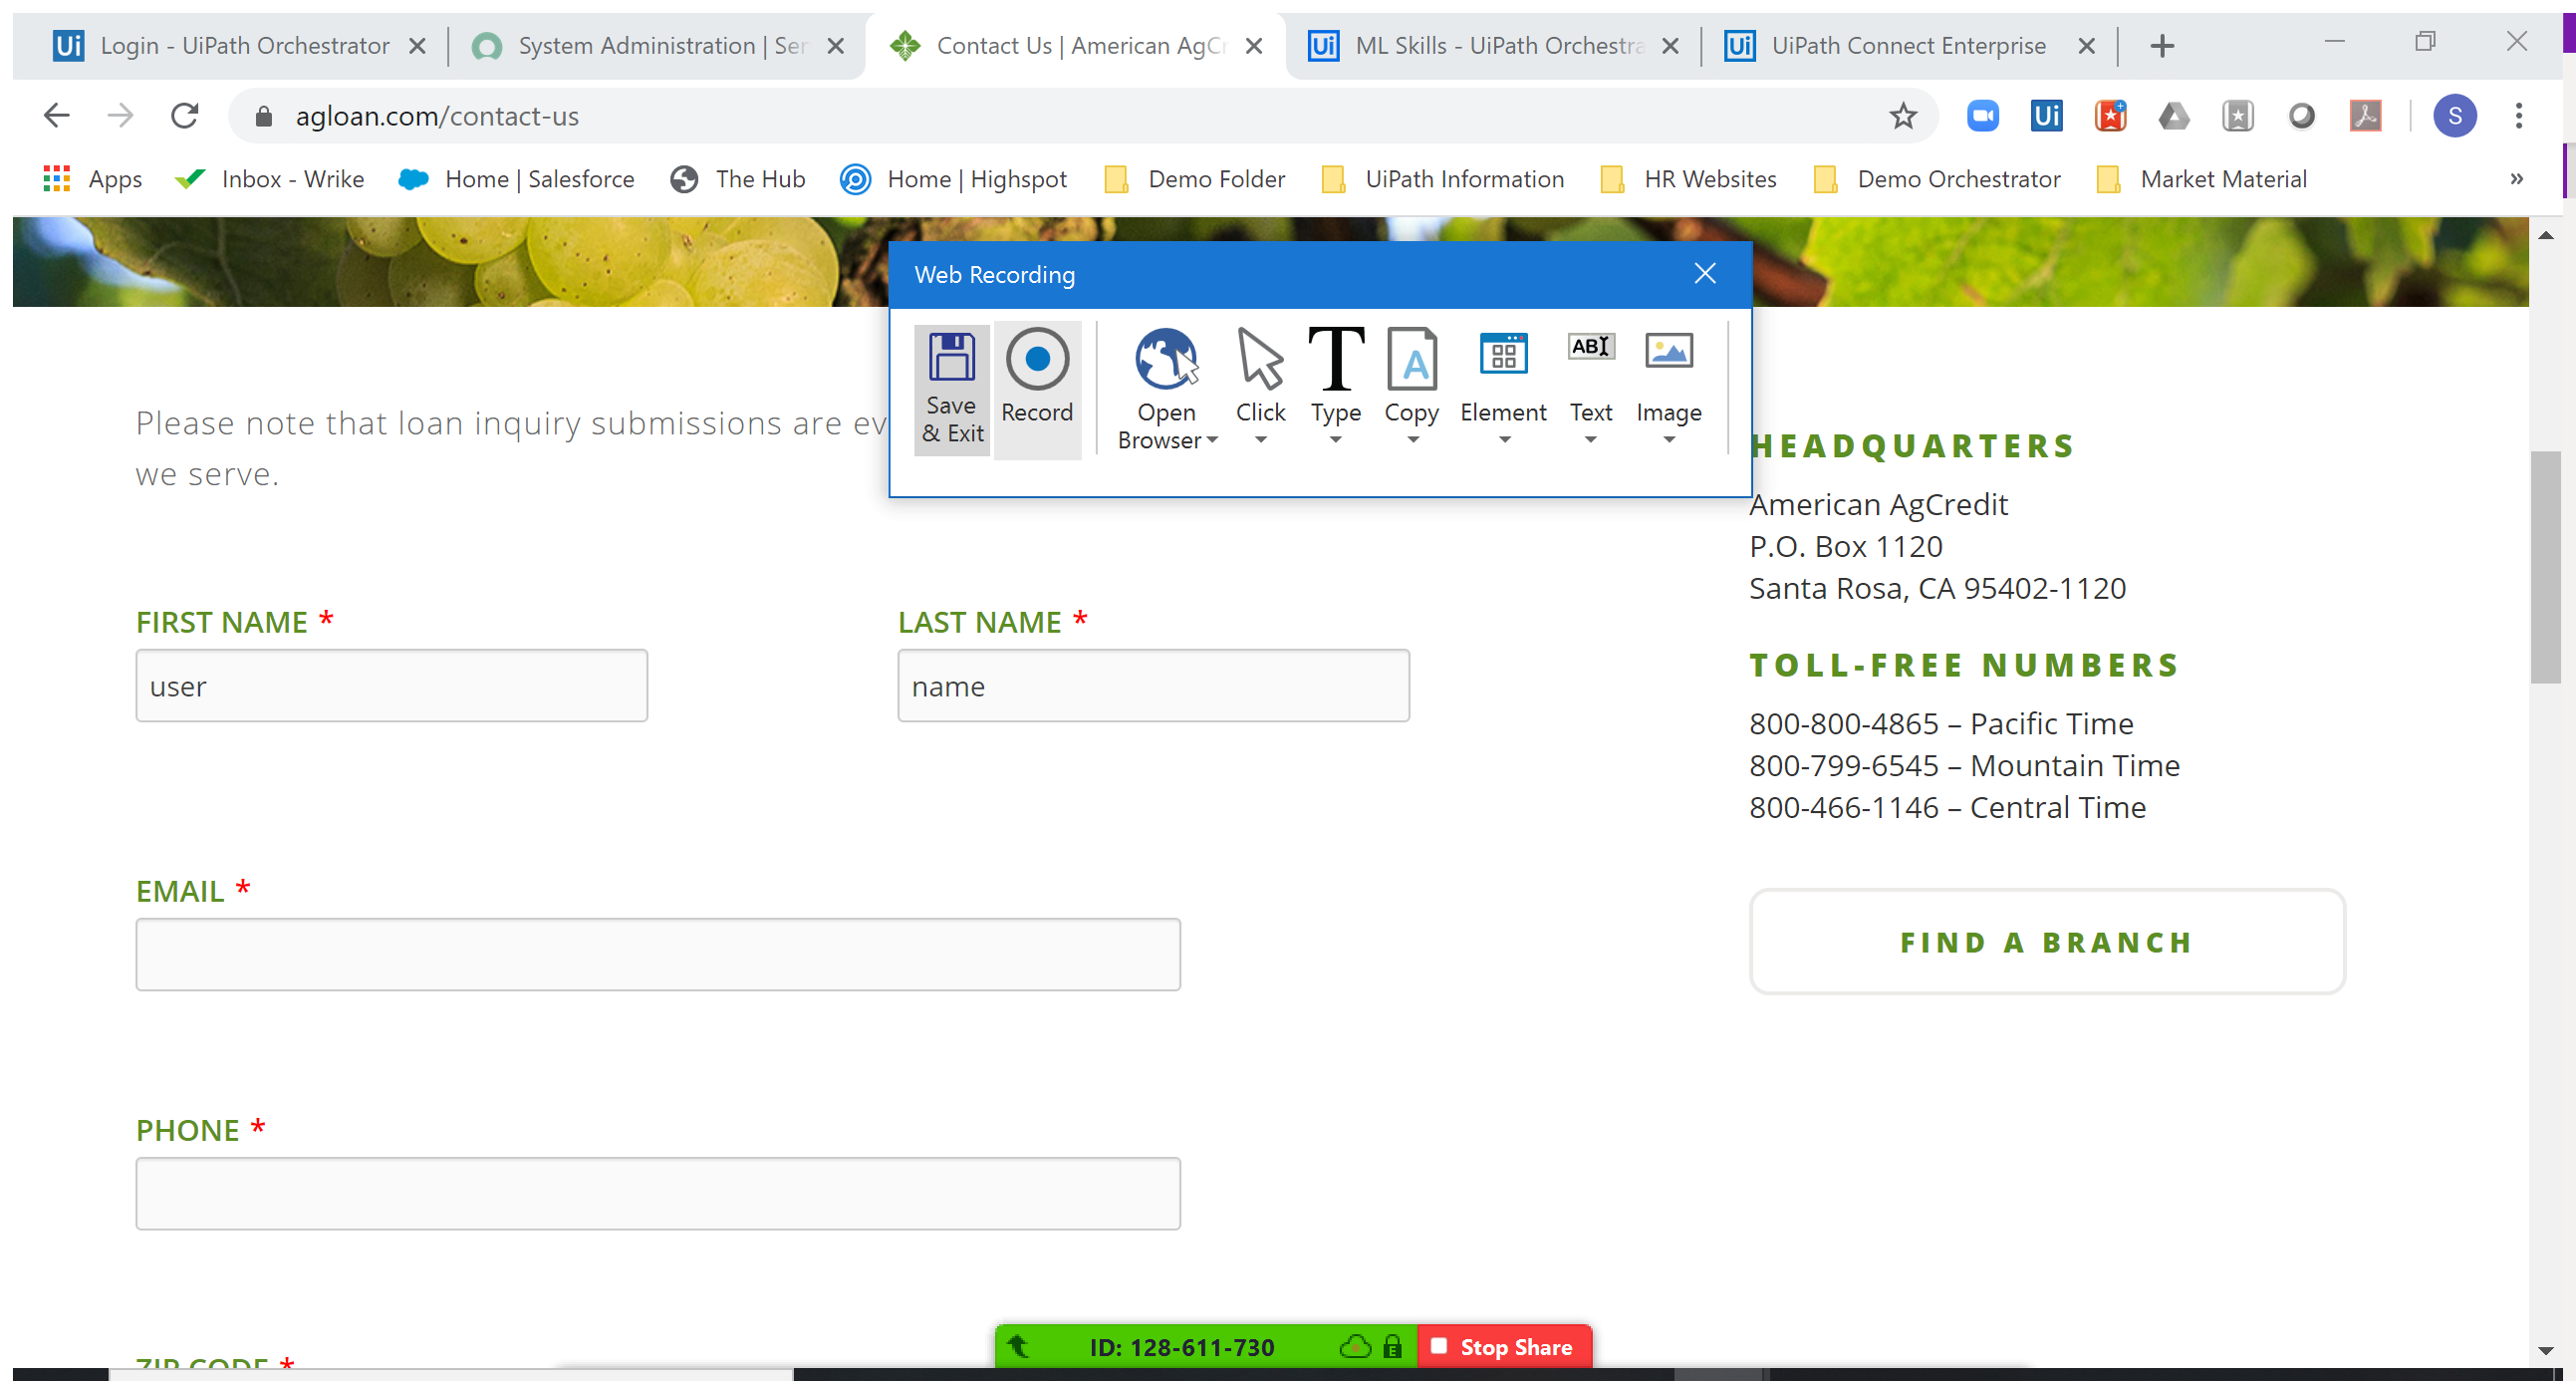 Login - UiPath Orchestrator
System Administration | Ser
Contact Us | American AgCr
ML Skills - UiPath Orchestra
UiPath Connect Enterprise
agloan.com/contact-us
S
Apps
Inbox - Wrike
Home | Salesforce
The Hub
Home | Highspot
Demo Folder
UiPath Information
HR Websites
Demo Orchestrator
Market Material
»
Web Recording
Save & Exit
Record
Open Browser
Click
Type
Copy
Element
Text
Image
Please note that loan inquiry submissions are ev
we serve.
HEADQUARTERS
American AgCredit
P.O. Box 1120
Santa Rosa, CA 95402-1120
TOLL-FREE NUMBERS
800-800-4865 – Pacific Time
800-799-6545 – Mountain Time
800-466-1146 – Central Time
FIND A BRANCH
FIRST NAME *
user
LAST NAME *
name
EMAIL *
PHONE *
ZIP CODE *
ID: 128-611-730
Stop Share